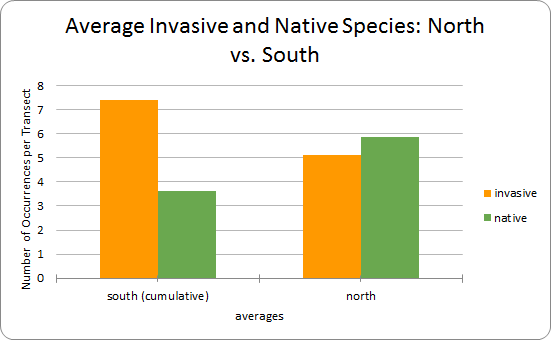 Average Invasive and Native Species: North
vs. South
Number of Occurrences per Transect
8
7
6
5
4
3
2
1
0
south (cumulative)
north
averages
invasive
native